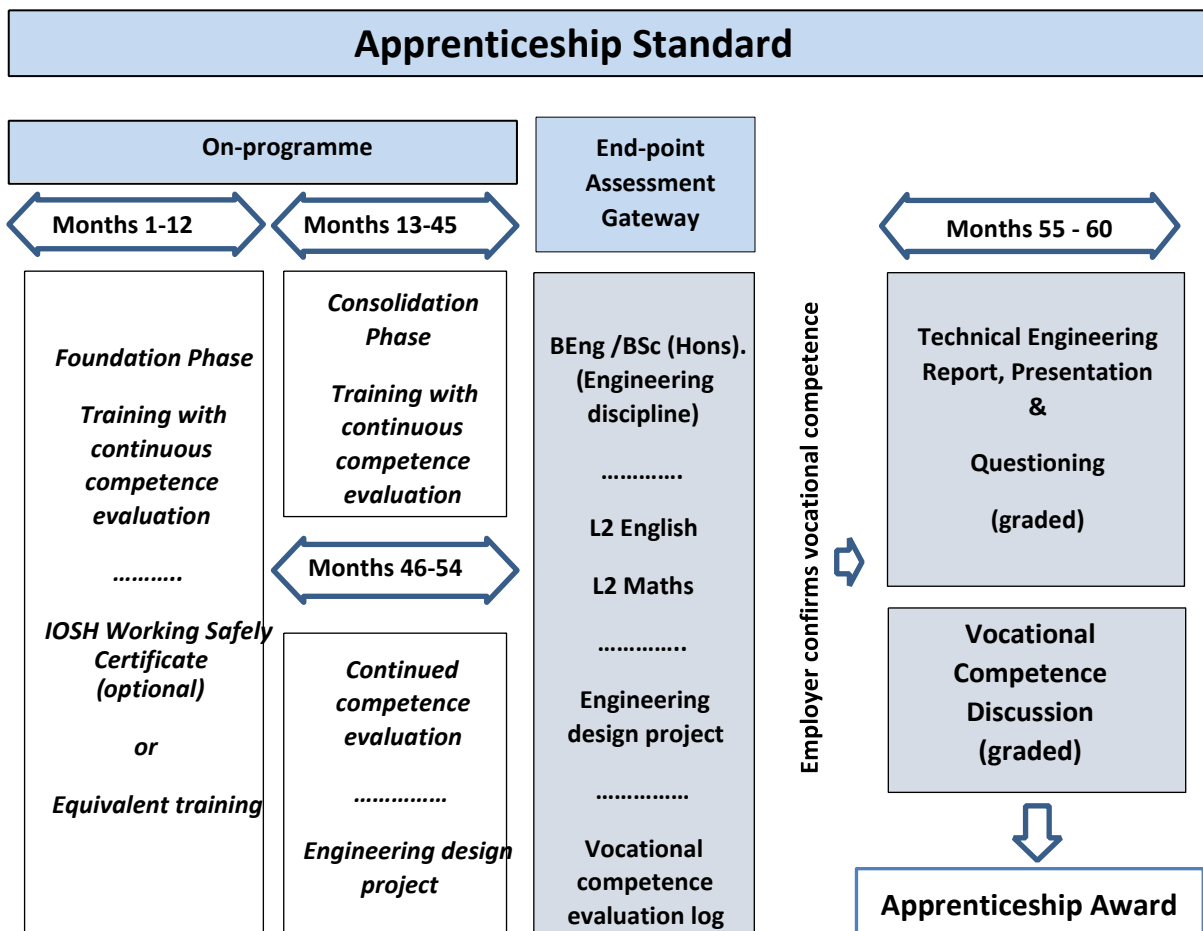 Apprenticeship Standard
On-programme
Months 1-12
Months 13-45
Foundation Phase
Training with
continuous
competence
evaluation
………..
IOSH Working Safely
Certificate
(optional)
or
Equivalent training
Consolidation
Phase
Training with
continuous
competence
evaluation
Months 46-54
Continued
competence
evaluation
……………
Engineering design
project
End-point
Assessment
Gateway
BEng /BSc (Hons).
(Engineering
discipline)
………….
L2 English
L2 Maths
…………..
Engineering
design project
……………
Vocational
competence
evaluation log
Employer confirms vocational competence
Months 55 - 60
Technical Engineering
Report, Presentation
&
Questioning
(graded)
Vocational
Competence
Discussion
(graded)
Apprenticeship Award